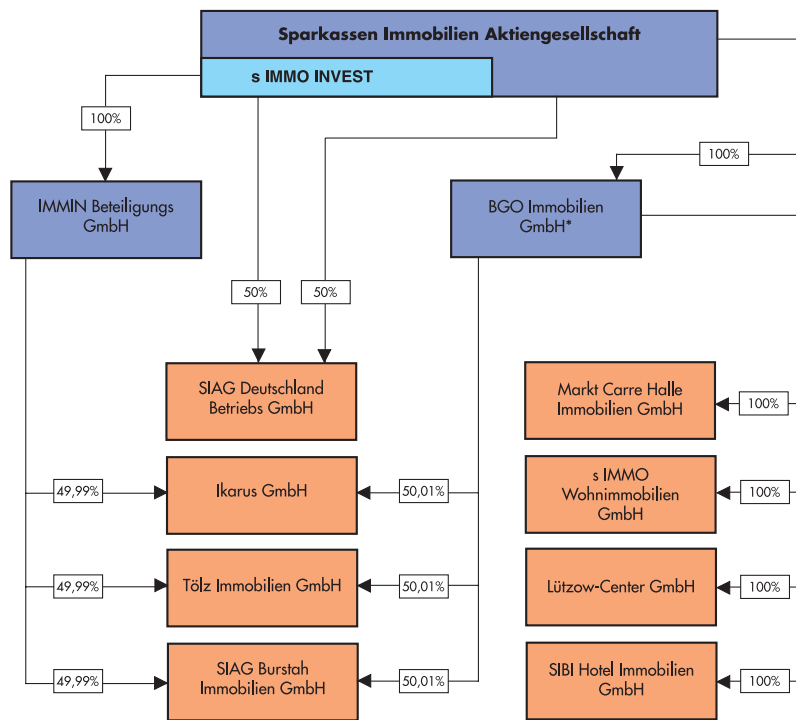 Sparkassen Immobilien Aktiengesellschaft
s IMMO INVEST
100%
100%
IMMIN Beteiligungs
GmbH
BGO Immobilien
GmbH*
50%
50%
SIAG Deutschland
Betriebs GmbH
Markt Carre Halle
Immobilien GmbH
100%
49,99%
Ikarus GmbH
50,01%
s IMMO
Wohnimmobilien
GmbH
100%
49,99%
Tölz Immobilien GmbH
50,01%
Lützow-Center GmbH
100%
49,99%
SIAG Burstah
Immobilien GmbH
50,01%
SIBI Hotel Immobilien
GmbH
100%